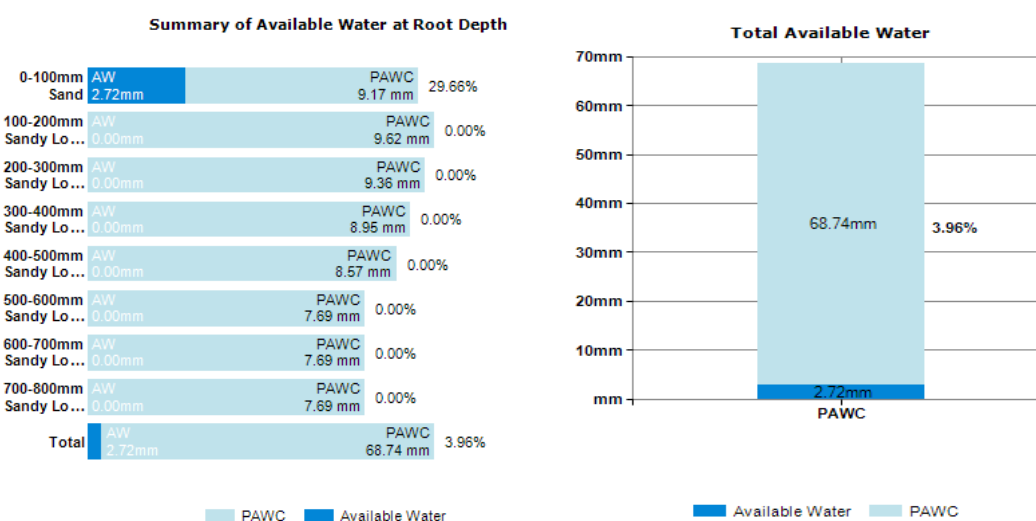 Summary of Available Water at Root Depth
0-100mm
Sand
AW
2.72mm
PAWC
9.17 mm
29.66%
100-200mm
Sandy Lo...
AW
0.00mm
PAWC
9.62 mm
0.00%
200-300mm
Sandy Lo...
AW
0.00mm
PAWC
9.36 mm
0.00%
300-400mm
Sandy Lo...
AW
0.00mm
PAWC
8.95 mm
0.00%
400-500mm
Sandy Lo...
AW
0.00mm
PAWC
8.57 mm
0.00%
500-600mm
Sandy Lo...
AW
0.00mm
PAWC
7.69 mm
0.00%
600-700mm
Sandy Lo...
AW
0.00mm
PAWC
7.69 mm
0.00%
700-800mm
Sandy Lo...
AW
0.00mm
PAWC
7.69 mm
0.00%
Total
AW
2.72mm
PAWC
68.74 mm
3.96%
PAWC
Available Water
Total Available Water
70mm
60mm
50mm
40mm
30mm
20mm
10mm
mm
68.74mm
3.96%
2.72mm
PAWC
Available Water
PAWC